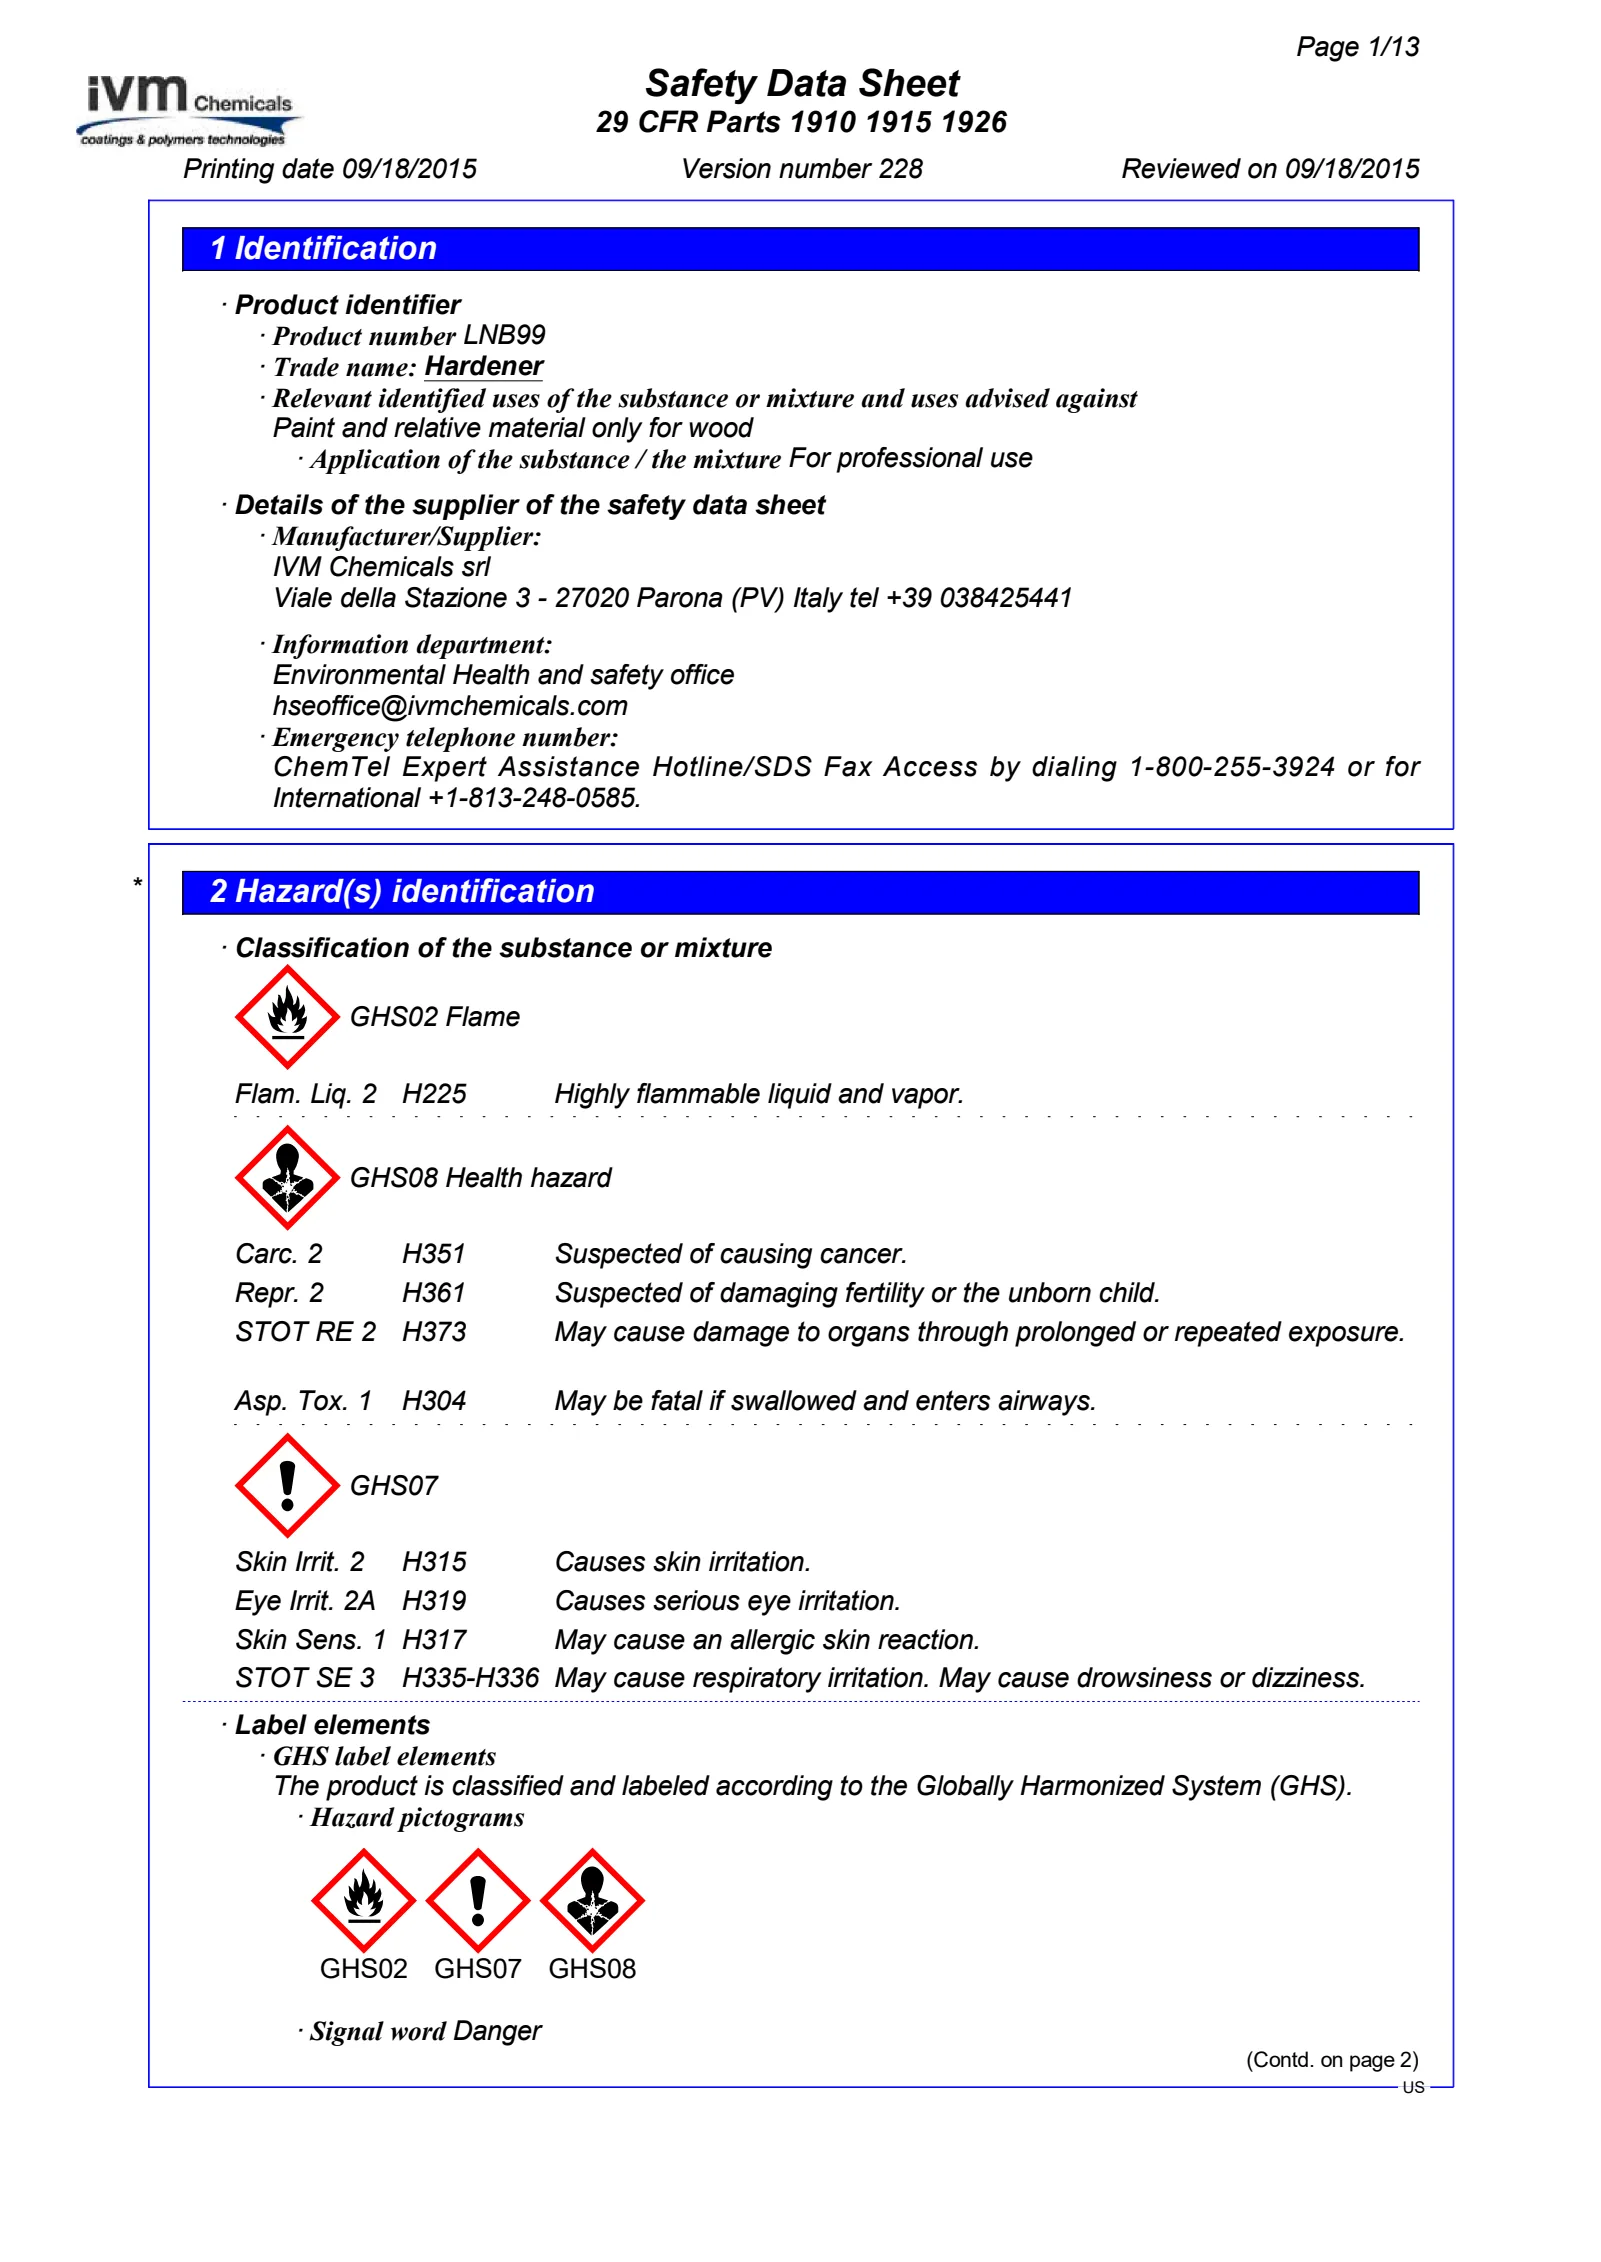 Page 1/13
ivm Chemicals
coatings & polymers technologies
Safety Data Sheet
29 CFR Parts 1910 1915 1926
Printing date 09/18/2015 Version number 228 Reviewed on 09/18/2015
1 Identification
· Product identifier
· Product number LNB99
· Trade name: Hardener
· Relevant identified uses of the substance or mixture and uses advised against
Paint and relative material only for wood
· Application of the substance / the mixture For professional use
· Details of the supplier of the safety data sheet
· Manufacturer/Supplier:
IVM Chemicals srl
Viale della Stazione 3 - 27020 Parona (PV) Italy tel +39 038425441
· Information department:
Environmental Health and safety office
hseoffice@ivmchemicals.com
· Emergency telephone number:
ChemTel Expert Assistance Hotline/SDS Fax Access by dialing 1-800-255-3924 or for
International +1-813-248-0585.
* 2 Hazard(s) identification
· Classification of the substance or mixture
GHS02 Flame
Flam. Liq. 2 H225 Highly flammable liquid and vapor.
GHS08 Health hazard
Carc. 2 H351 Suspected of causing cancer.
Repr. 2 H361 Suspected of damaging fertility or the unborn child.
STOT RE 2 H373 May cause damage to organs through prolonged or repeated exposure.
Asp. Tox. 1 H304 May be fatal if swallowed and enters airways.
GHS07
Skin Irrit. 2 H315 Causes skin irritation.
Eye Irrit. 2A H319 Causes serious eye irritation.
Skin Sens. 1 H317 May cause an allergic skin reaction.
STOT SE 3 H335-H336 May cause respiratory irritation. May cause drowsiness or dizziness.
· Label elements
· GHS label elements
The product is classified and labeled according to the Globally Harmonized System (GHS).
· Hazard pictograms
GHS02 GHS07 GHS08
· Signal word Danger
(Contd. on page 2)
US